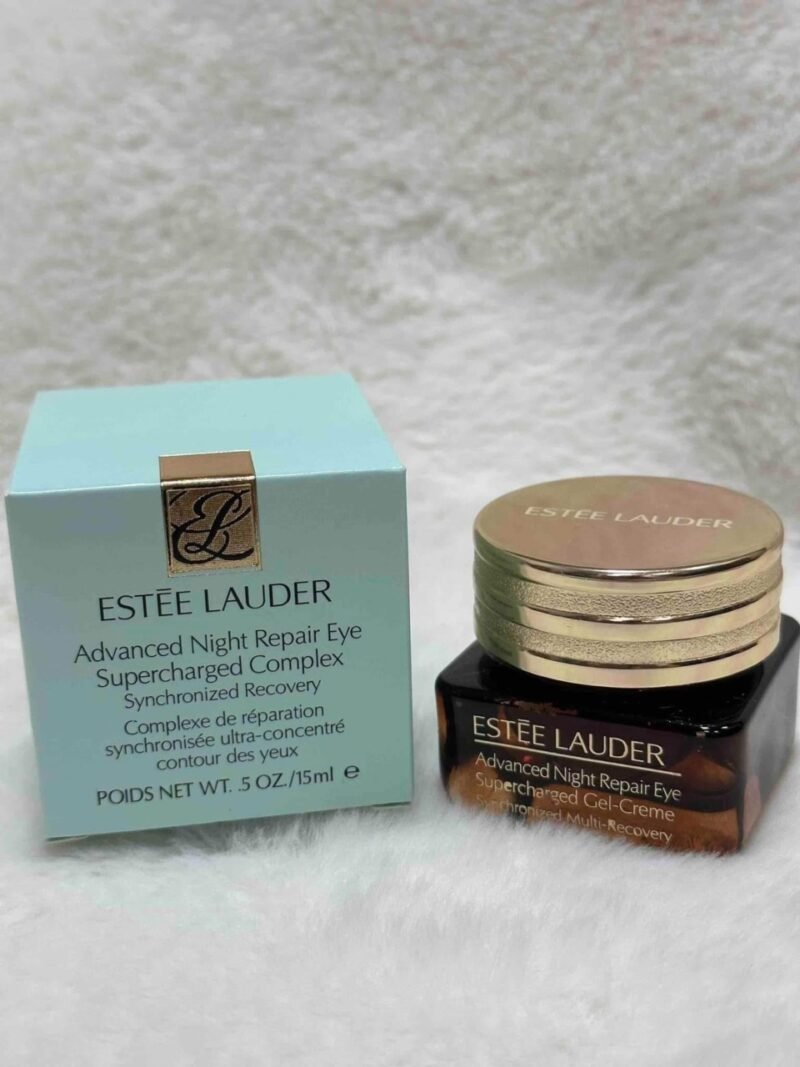 ESTĒE LAUDER
Advanced Night Repair Eye
Supercharged Complex
Synchronized Recovery
Complexe de réparation
synchronisée ultra-concentré
contour des yeux
POIDS NET WT. .5 OZ./15ml ℮
ESTĒE LAUDER
ESTĒE LAUDER
Advanced Night Repair Eye
Supercharged Gel-Creme
Synchronized Multi-Recovery